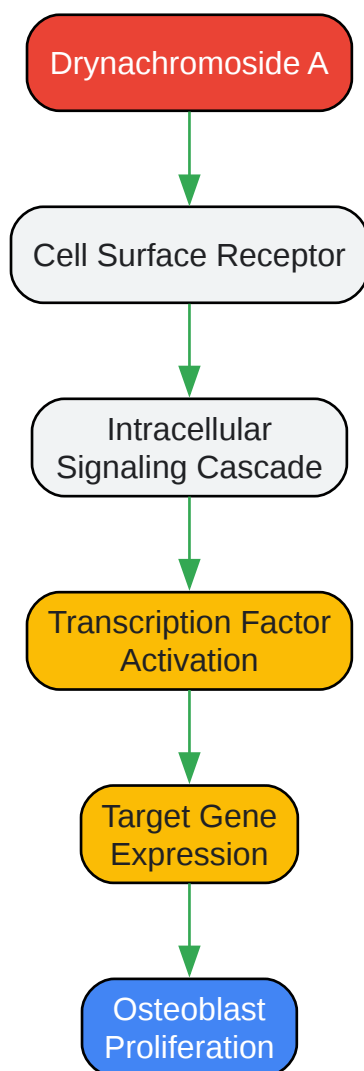 Drynachromoside A
Cell Surface Receptor
Intracellular
Signaling Cascade
Transcription Factor
Activation
Target Gene
Expression
Osteoblast
Proliferation